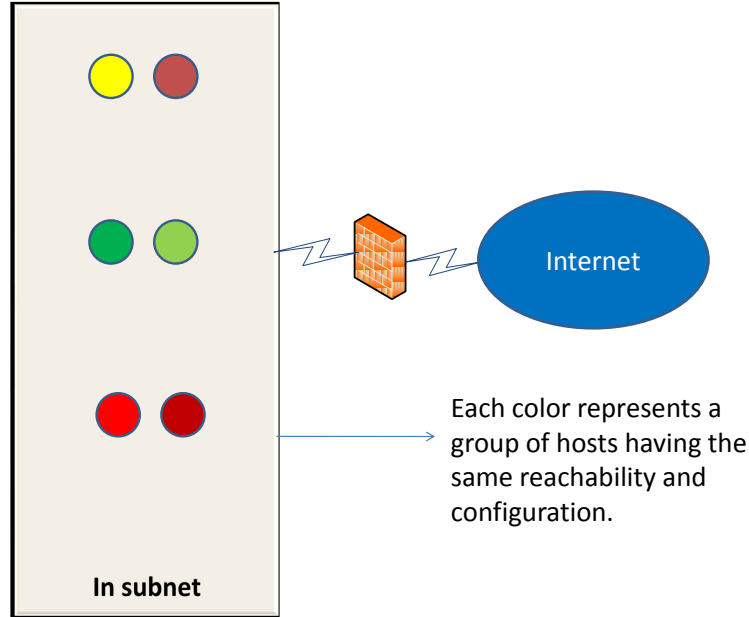 Internet
Each color represents a
group of hosts having the
same reachability and
configuration.
In subnet